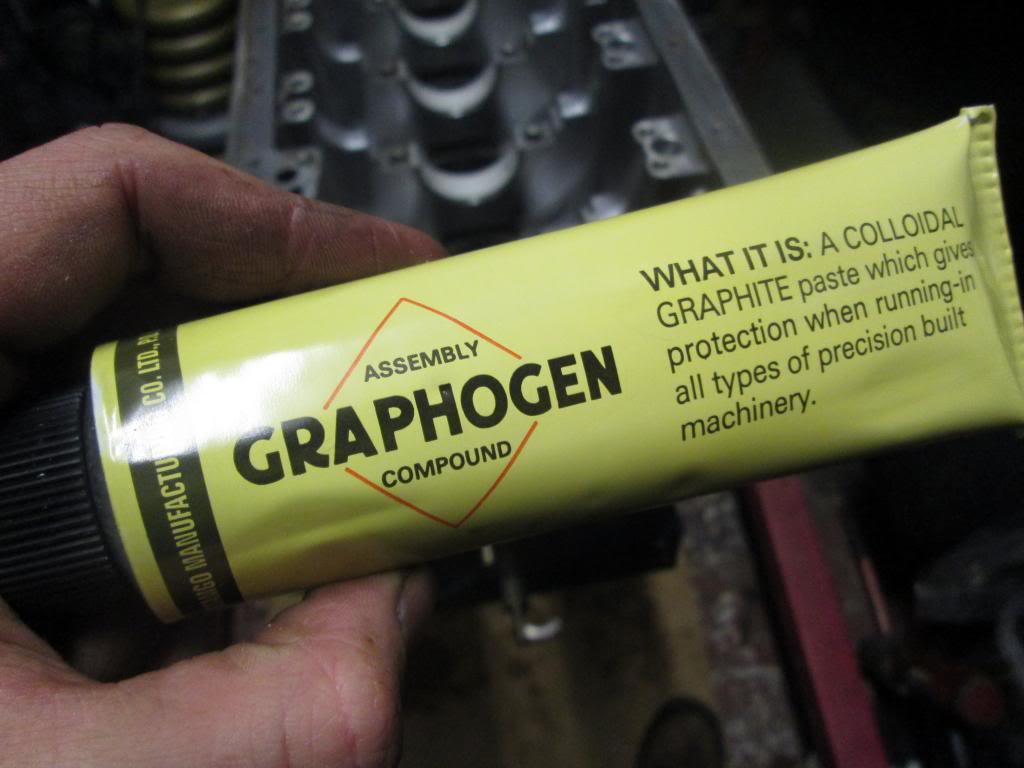 MANUFACTU CO. LTD.,
ASSEMBLY
GRAPHOGEN
COMPOUND
WHAT IT IS: A COLLOIDAL
GRAPHITE paste which gives
protection when running-in
all types of precision built
machinery.